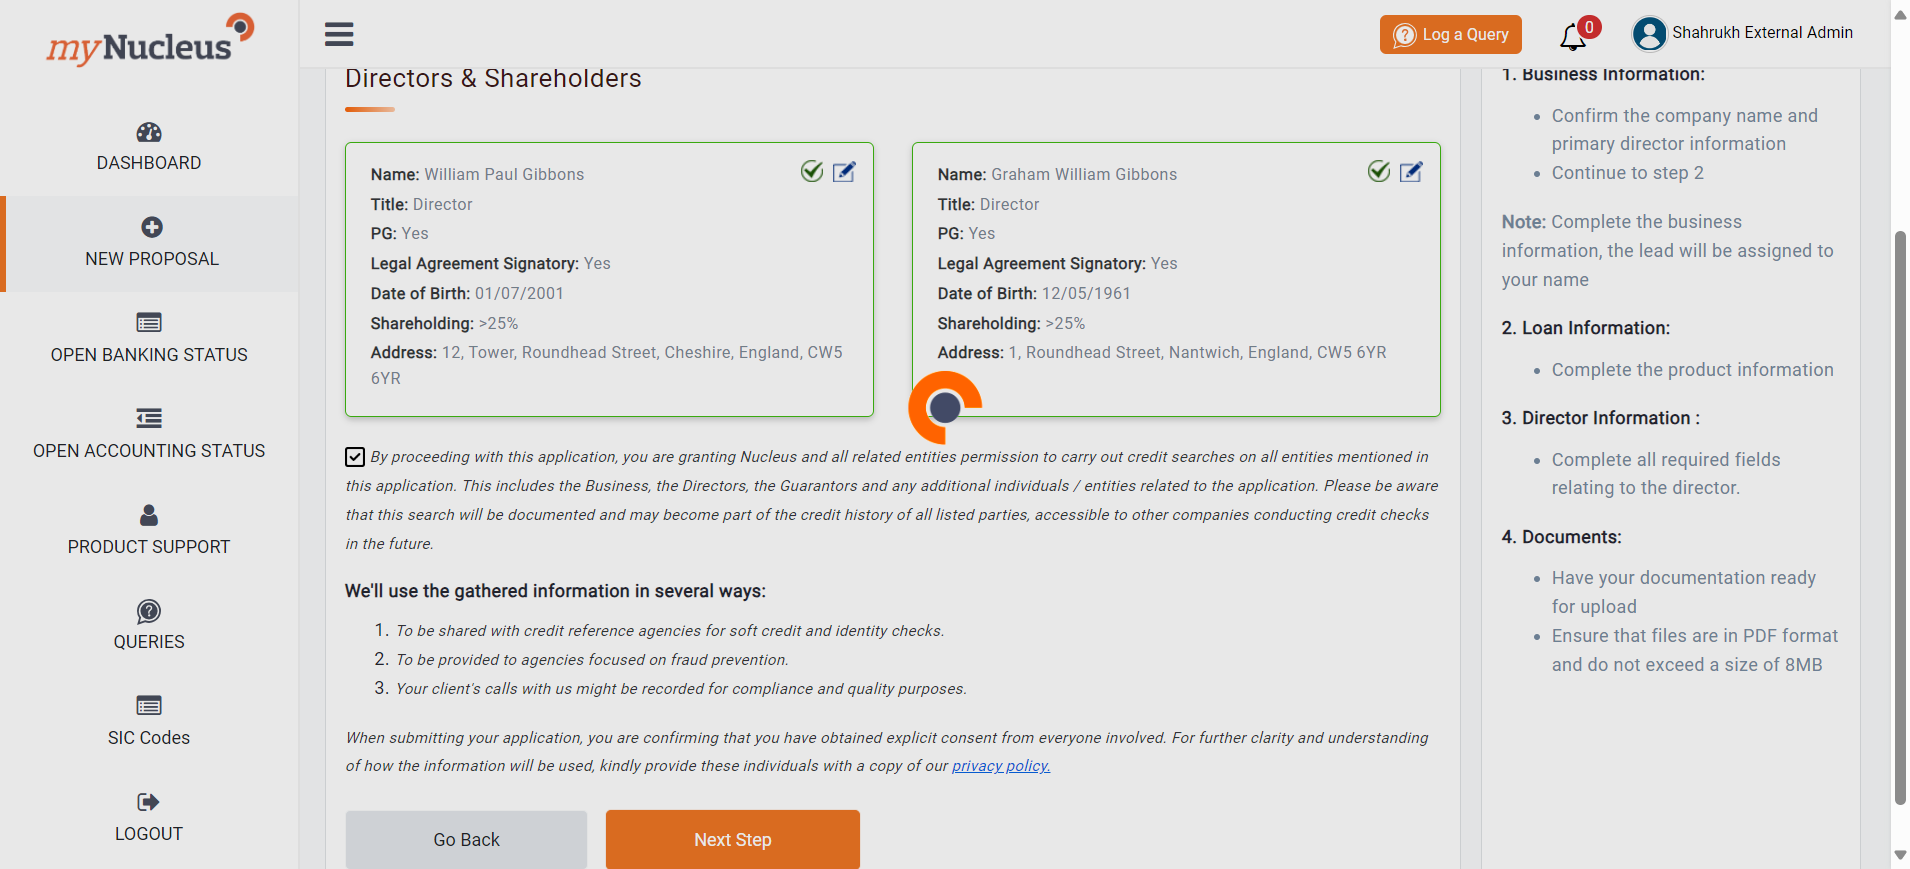 myNucleus
Log a Query
0
Shahrukh External Admin
DASHBOARD
NEW PROPOSAL
OPEN BANKING STATUS
OPEN ACCOUNTING STATUS
PRODUCT SUPPORT
QUERIES
SIC Codes
LOGOUT
Directors & Shareholders
Name: William Paul Gibbons
Title: Director
PG: Yes
Legal Agreement Signatory: Yes
Date of Birth: 01/07/2001
Shareholding: >25%
Address: 12, Tower, Roundhead Street, Cheshire, England, CW5
6YR
Name: Graham William Gibbons
Title: Director
PG: Yes
Legal Agreement Signatory: Yes
Date of Birth: 12/05/1961
Shareholding: >25%
Address: 1, Roundhead Street, Nantwich, England, CW5 6YR
By proceeding with this application, you are granting Nucleus and all related entities permission to carry out credit searches on all entities mentioned in
this application. This includes the Business, the Directors, the Guarantors and any additional individuals / entities related to the application. Please be aware
that this search will be documented and may become part of the credit history of all listed parties, accessible to other companies conducting credit checks
in the future.
We'll use the gathered information in several ways:
1. To be shared with credit reference agencies for soft credit and identity checks.
2. To be provided to agencies focused on fraud prevention.
3. Your client's calls with us might be recorded for compliance and quality purposes.
When submitting your application, you are confirming that you have obtained explicit consent from everyone involved. For further clarity and understanding
of how the information will be used, kindly provide these individuals with a copy of our privacy policy.
Go Back
Next Step
1. Business Information:
• Confirm the company name and
primary director information
• Continue to step 2
Note: Complete the business
information, the lead will be assigned to
your name
2. Loan Information:
• Complete the product information
3. Director Information :
• Complete all required fields
relating to the director.
4. Documents:
• Have your documentation ready
for upload
• Ensure that files are in PDF format
and do not exceed a size of 8MB